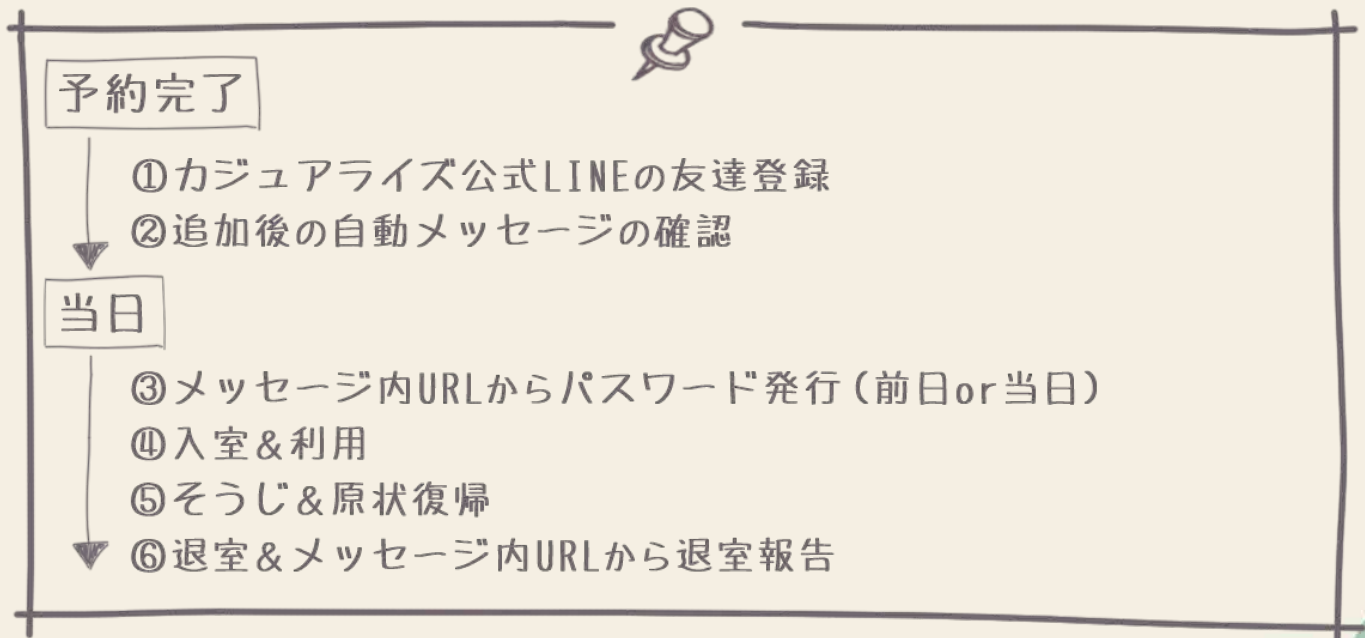 予約完了
①カジュアライズ公式LINEの友達登録
②追加後の自動メッセージの確認
当日
③メッセージ内URLからパスワード発行(前日or当日)
④入室&利用
⑤そうじ&原状復帰
⑥退室&メッセージ内URLから退室報告